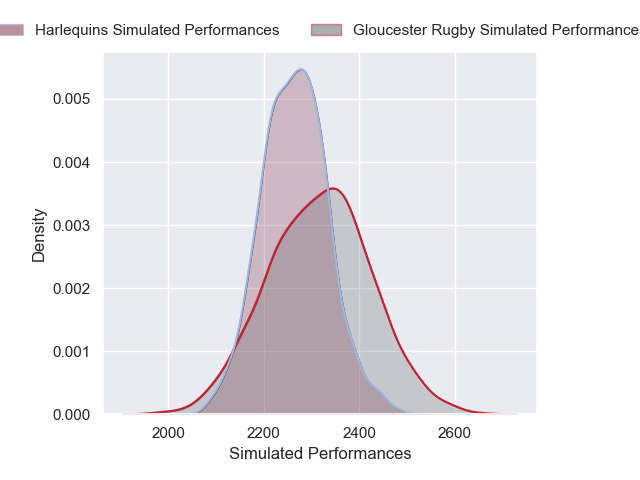 Harlequins Simulated Performances Gloucester Rugby Simulated Performance
0.005
0.004
0.003
0.002
0.001
0.000
Density
2000 2200 2400 2600
Simulated Performances